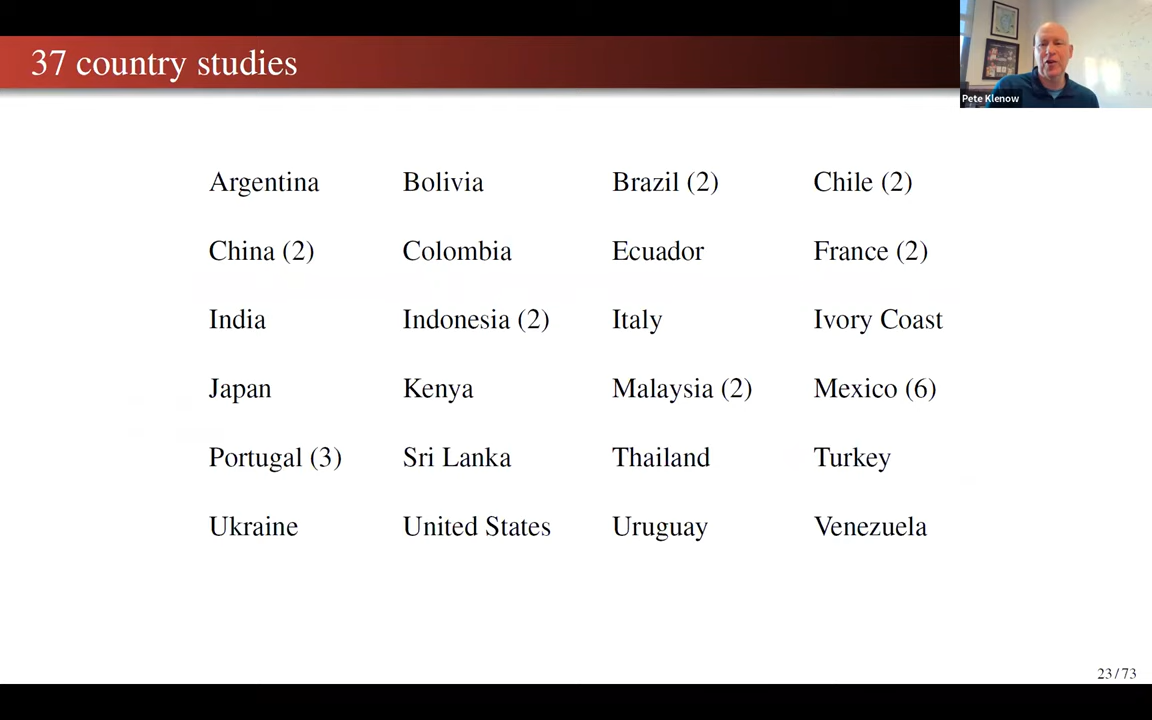 37 country studies
Pete Klenow
Argentina Bolivia Brazil (2) Chile (2)
China (2) Colombia Ecuador France (2)
India Indonesia (2) Italy Ivory Coast
Japan Kenya Malaysia (2) Mexico (6)
Portugal (3) Sri Lanka Thailand Turkey
Ukraine United States Uruguay Venezuela
23/73